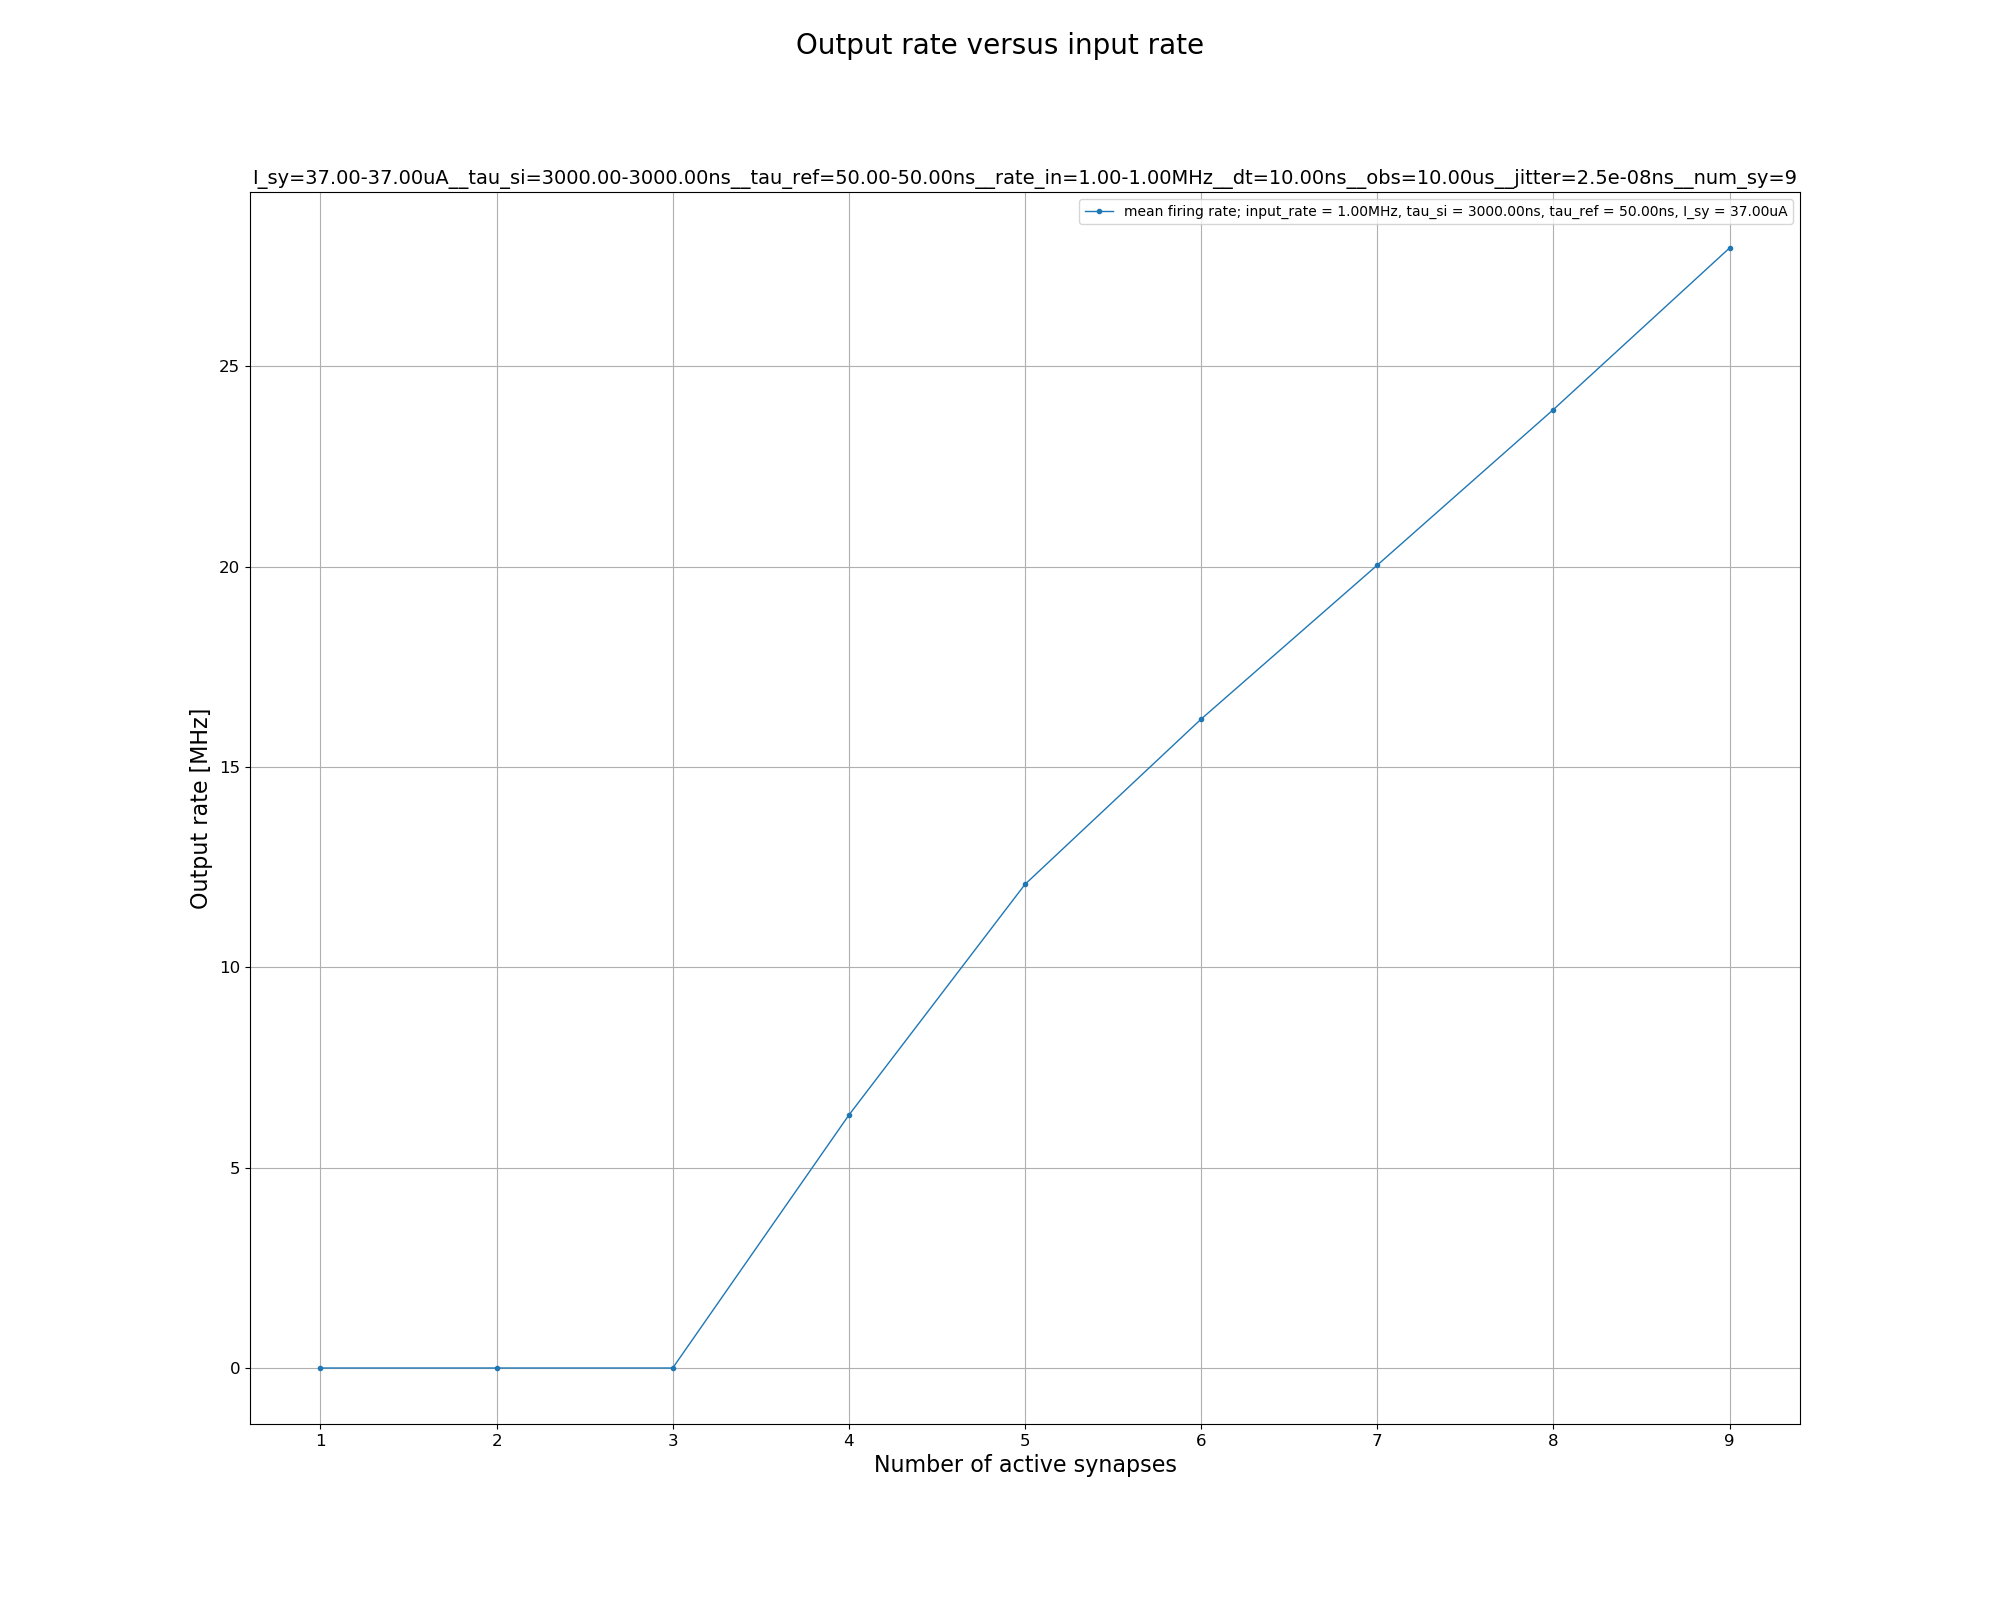 Output rate versus input rate
I_sy=37.00-37.00uA__tau_si=3000.00-3000.00ns__tau_ref=50.00-50.00ns__rate_in=1.00-1.00MHz__dt=10.00ns__obs=10.00us__jitter=2.5e-08ns__num_sy=9
mean firing rate; input_rate = 1.00MHz, tau_si = 3000.00ns, tau_ref = 50.00ns, I_sy = 37.00uA
25
20
15
10
5
0
Output rate [MHz]
1 2 3 4 5 6 7 8 9
Number of active synapses